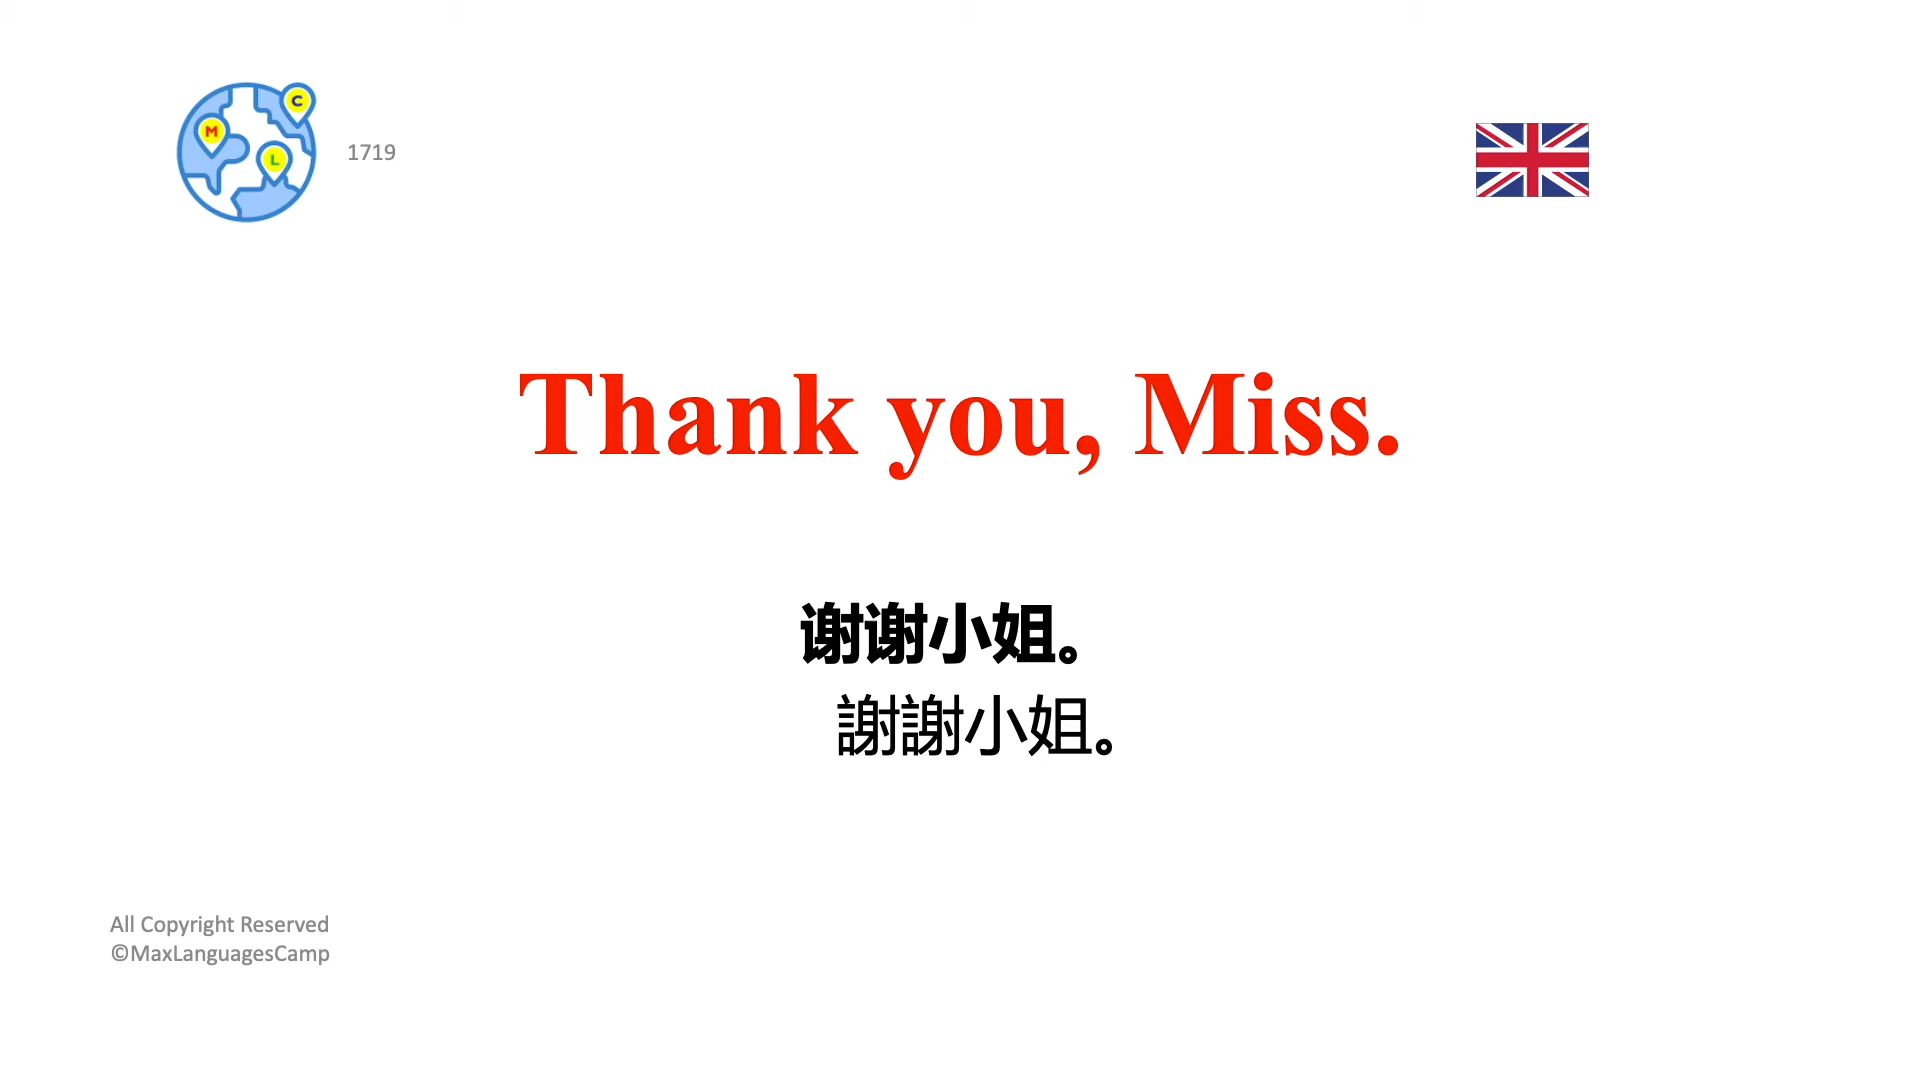 C
M
L
1719
Thank you, Miss.
谢谢小姐。
謝謝小姐。
All Copyright Reserved
©MaxLanguagesCamp